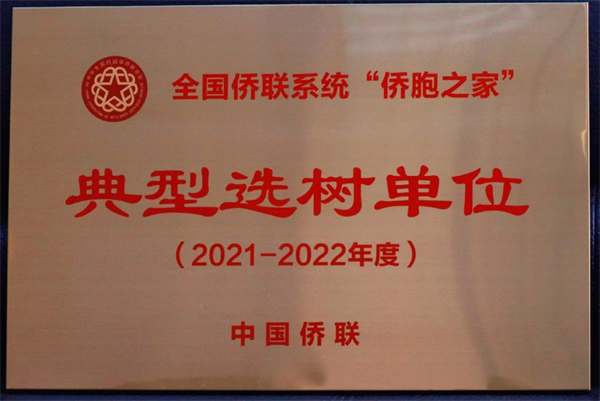 全国侨联系统“侨胞之家”
典型选树单位
（2021-2022年度）
中国侨联